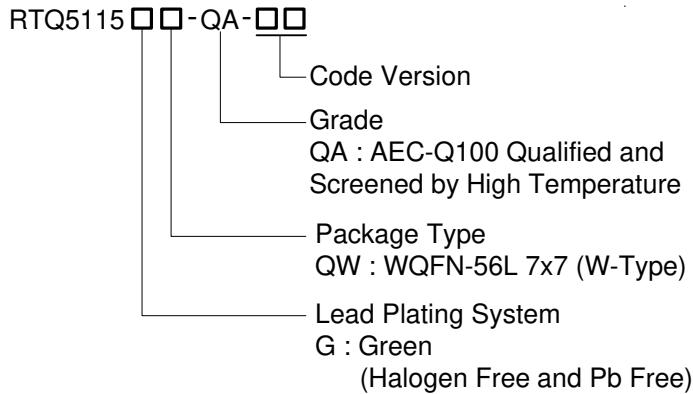 RTQ5115□□-QA-□□
Code Version
Grade
QA : AEC-Q100 Qualified and
Screened by High Temperature
Package Type
QW : WQFN-56L 7x7 (W-Type)
Lead Plating System
G : Green
(Halogen Free and Pb Free)